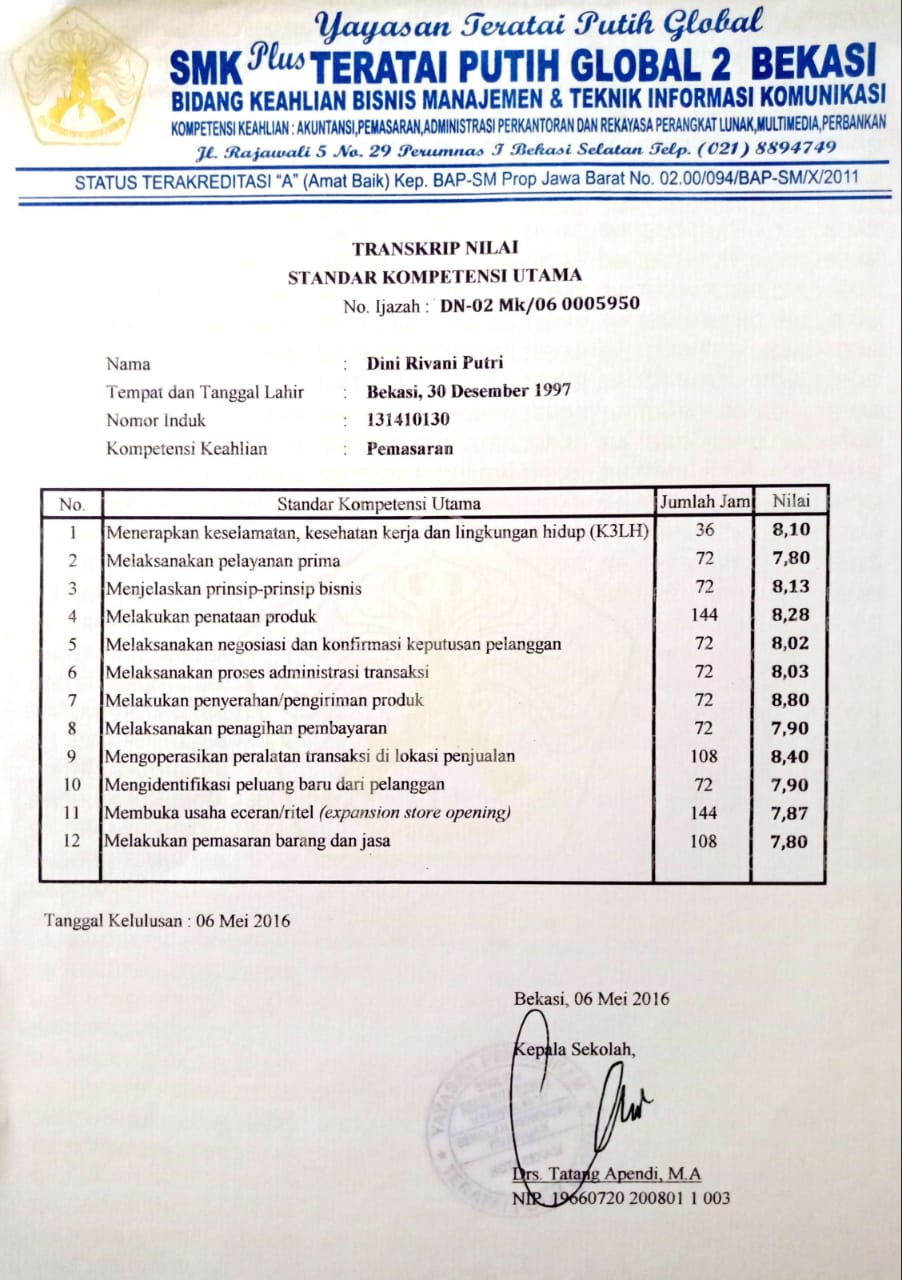 Yayasan Teratai Putih Global
SMK Plus TERATAI PUTIH GLOBAL 2 BEKASI
BIDANG KEAHLIAN BISNIS MANAJEMEN & TEKNIK INFORMASI KOMUNIKASI
KOMPETENSI KEAHLIAN : AKUNTANSI,PEMASARAN,ADMINISTRASI PERKANTORAN DAN REKAYASA PERANGKAT LUNAK,MULTIMEDIA,PERBANKAN
Jl. Rajawali 5 No. 29 Perumnas I Bekasi Selatan Telp. (021) 8894749
STATUS TERAKREDITASI "A" (Amat Baik) Kep. BAP-SM Prop Jawa Barat No. 02.00/094/BAP-SM/X/2011
TRANSKRIP NILAI
STANDAR KOMPETENSI UTAMA
No. Ijazah : DN-02 Mk/06 0005950
Nama : Dini Rivani Putri
Tempat dan Tanggal Lahir : Bekasi, 30 Desember 1997
Nomor Induk : 131410130
Kompetensi Keahlian : Pemasaran
No. Standar Kompetensi Utama Jumlah Jam Nilai
1 Menerapkan keselamatan, kesehatan kerja dan lingkungan hidup (K3LH) 36 8,10
2 Melaksanakan pelayanan prima 72 7,80
3 Menjelaskan prinsip-prinsip bisnis 72 8,13
4 Melakukan penataan produk 144 8,28
5 Melaksanakan negosiasi dan konfirmasi keputusan pelanggan 72 8,02
6 Melaksanakan proses administrasi transaksi 72 8,03
7 Melakukan penyerahan/pengiriman produk 72 8,80
8 Melaksanakan penagihan pembayaran 72 7,90
9 Mengoperasikan peralatan transaksi di lokasi penjualan 108 8,40
10 Mengidentifikasi peluang baru dari pelanggan 72 7,90
11 Membuka usaha eceran/ritel (expansion store opening) 144 7,87
12 Melakukan pemasaran barang dan jasa 108 7,80
Tanggal Kelulusan : 06 Mei 2016
Bekasi, 06 Mei 2016
Kepala Sekolah,
Drs. Tatang Apendi, M.A
NIP. 19660720 200801 1 003